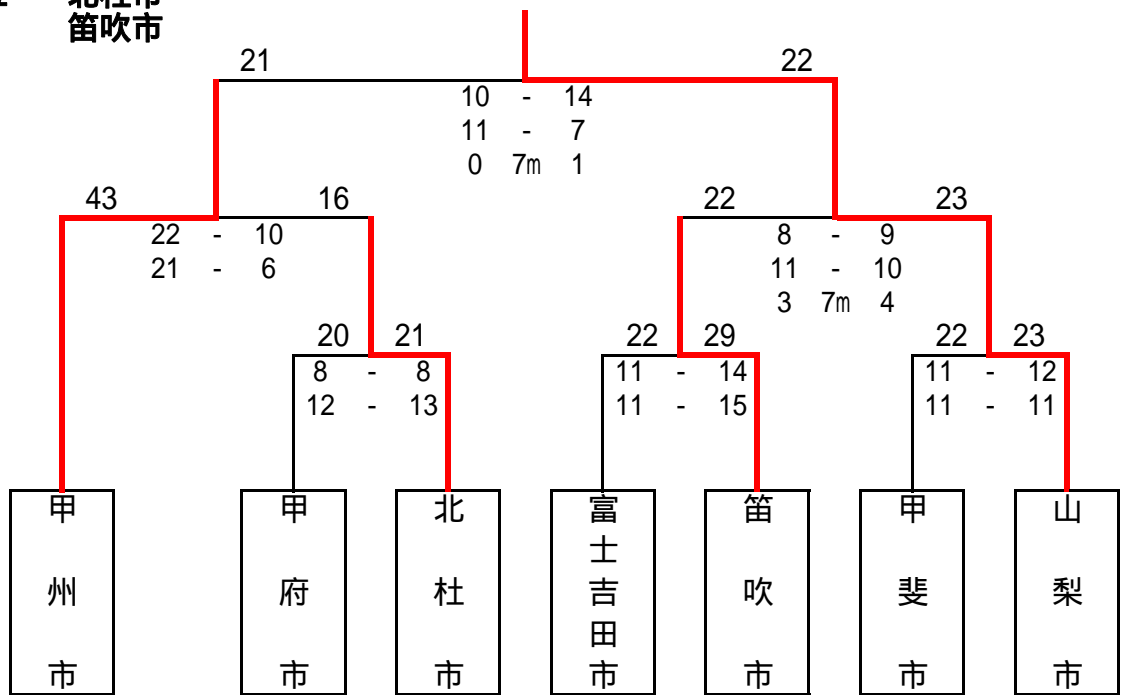 北杜市
笛吹市
21 22
10 - 14
11 - 7
0 7m 1
43 16 22 23
22 - 10 8 - 9
21 - 6 11 - 10
3 7m 4
20 21 22 29 22 23
8 - 8 11 - 14 11 - 12
12 - 13 11 - 15 11 - 11
甲州市 甲府市 北杜市 富士吉田市 笛吹市 甲斐市 山梨市